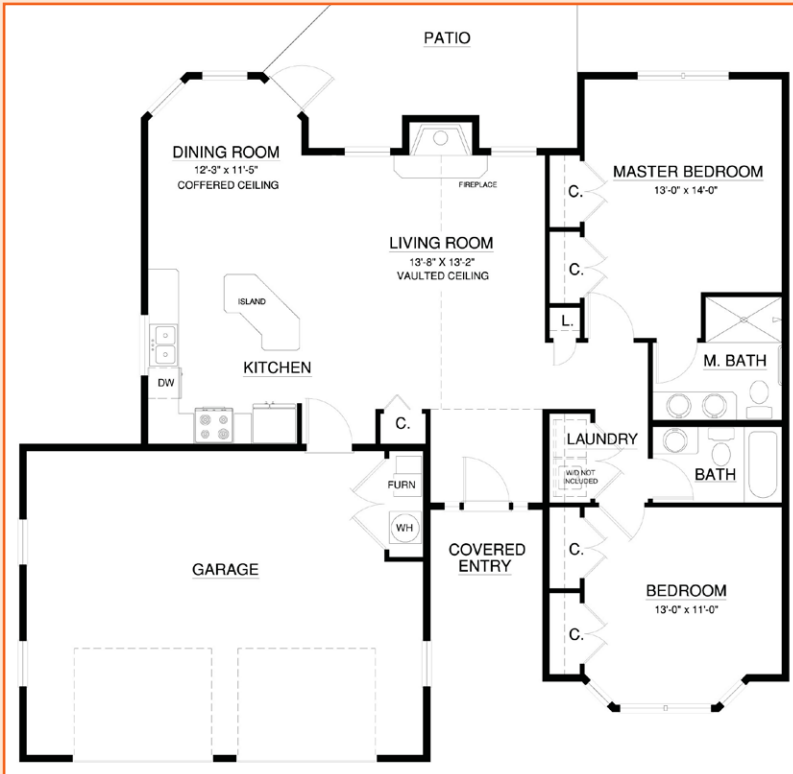 PATIO
DINING ROOM
12'-3" x 11'-5"
COFFERED CEILING
FIREPLACE
C.
MASTER BEDROOM
13'-0" x 14'-0"
LIVING ROOM
13'-8" X 13'-2"
VAULTED CEILING
C.
ISLAND
L.
KITCHEN
M. BATH
DW
C.
LAUNDRY
W/D NOT
INCLUDED
BATH
FURN
WH
GARAGE
COVERED
ENTRY
C.
BEDROOM
13'-0" x 11'-0"
C.